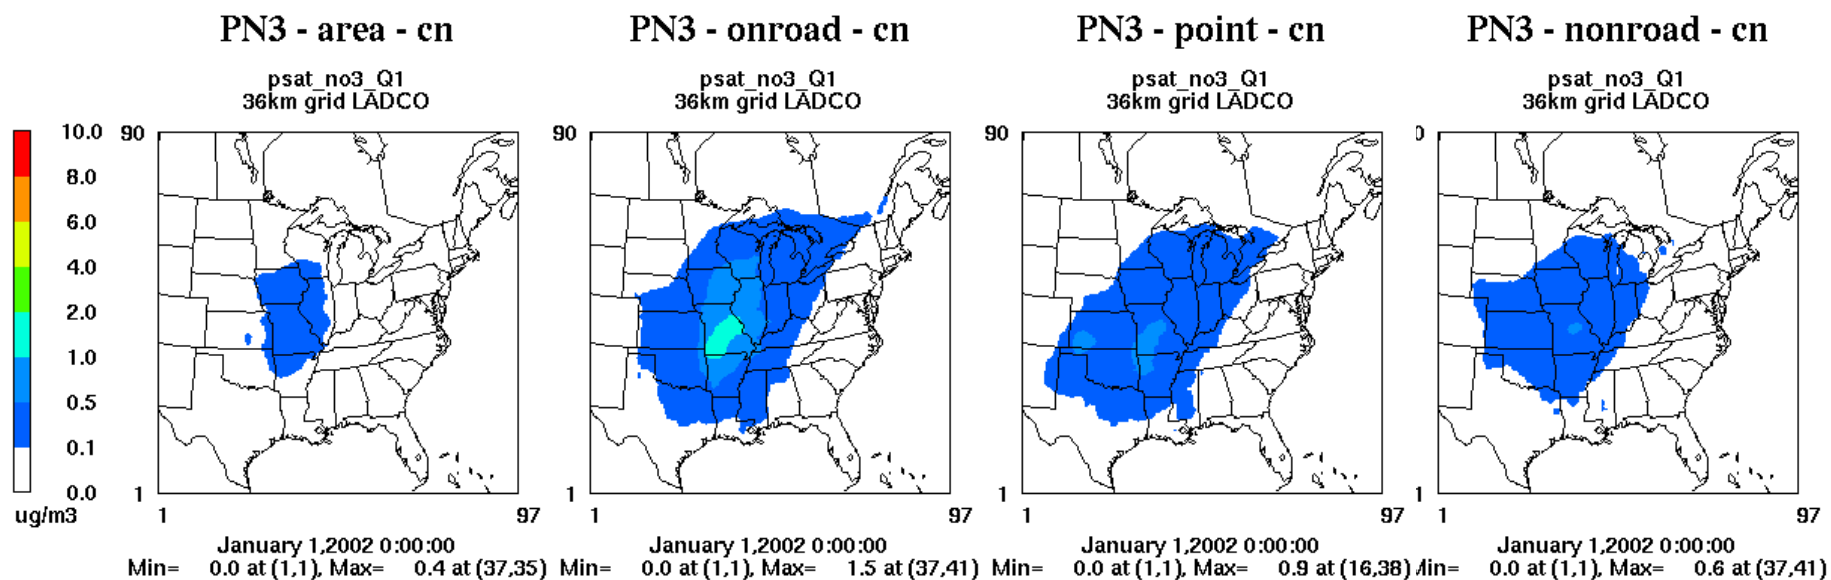 PN3 - area - cn PN3 - onroad - cn PN3 - point - cn PN3 - nonroad - cn
psat_no3_Q1 psat_no3_Q1 psat_no3_Q1 psat_no3_Q1
36km grid LADCO 36km grid LADCO 36km grid LADCO 36km grid LADCO
10.0 90 90 90 0
8.0
6.0
4.0
2.0
1.0
0.5
0.1
0.0 1 1 1 1
ug/m3 1 97 1 97 1 97 1 97
January 1,2002 0:00:00 January 1,2002 0:00:00 January 1,2002 0:00:00 January 1,2002 0:00:00
Min= 0.0 at (1,1), Max= 0.4 at (37,35) Min= 0.0 at (1,1), Max= 1.5 at (37,41) Min= 0.0 at (1,1), Max= 0.9 at (16,38) Min= 0.0 at (1,1), Max= 0.6 at (37,41)